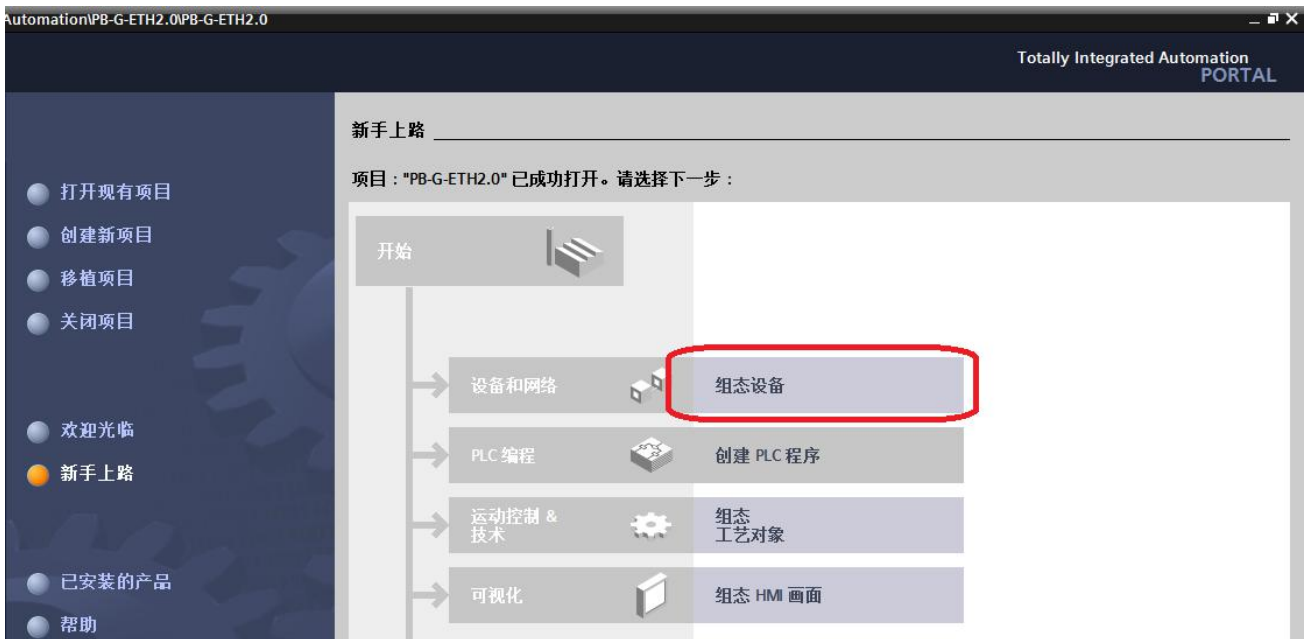 Automation\PB-G-ETH2.0\PB-G-ETH2.0
Totally Integrated Automation
PORTAL
打开现有项目
创建新项目
移植项目
关闭项目
欢迎光临
新手上路
已安装的产品
帮助
新手上路
项目："PB-G-ETH2.0" 已成功打开。请选择下一步：
开始
设备和网络
组态设备
PLC 编程
创建 PLC 程序
运动控制 &
技术
组态
工艺对象
可视化
组态 HMI 画面